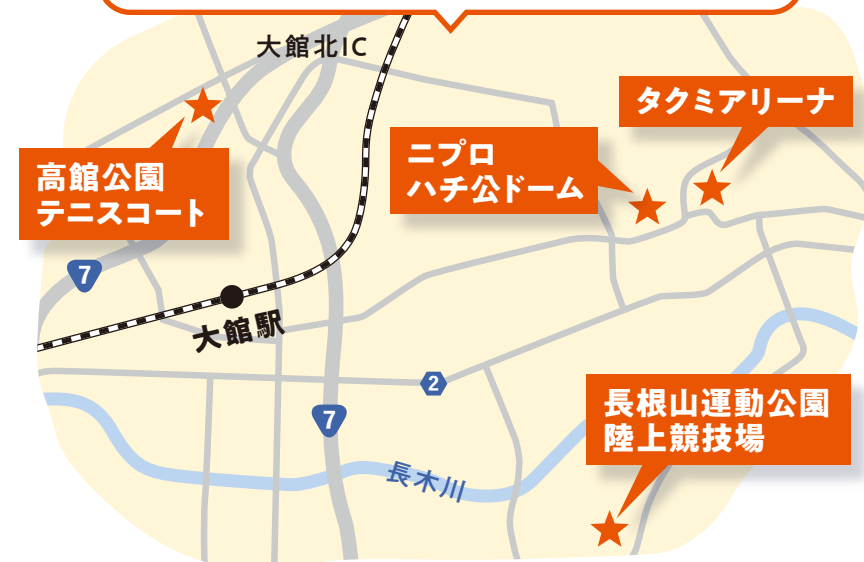 大館北IC
タクミアリーナ
ニプロ
ハチ公ドーム
高館公園
テニスコート
7
大館駅
2
7
長根山運動公園
陸上競技場
長木川